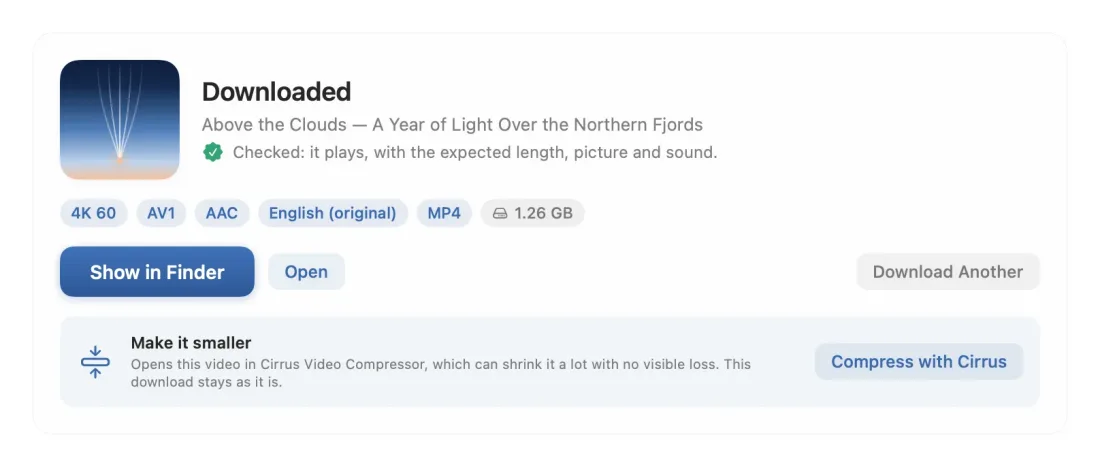 Downloaded
Above the Clouds — A Year of Light Over the Northern Fjords
Checked: it plays, with the expected length, picture and sound.
4K 60 AV1 AAC English (original) MP4 1.26 GB
Show in Finder Open Download Another
Make it smaller
Opens this video in Cirrus Video Compressor, which can shrink it a lot with no visible loss. This
download stays as it is.
Compress with Cirrus